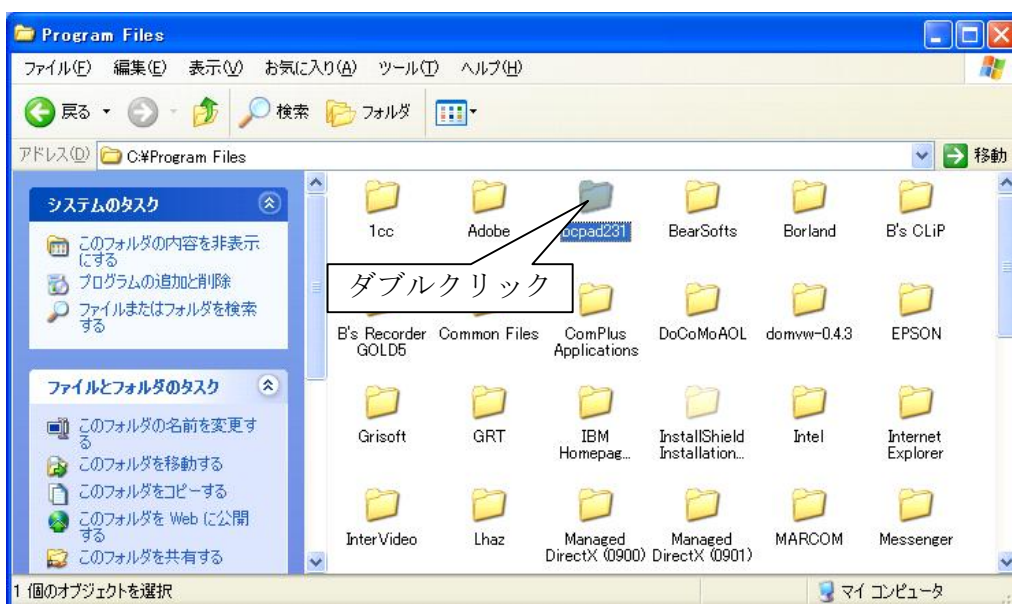 Program Files
ファイル(F) 編集(E) 表示(V) お気に入り(A) ツール(T) ヘルプ(H)
戻る 検索 フォルダ
アドレス(D) C:¥Program Files 移動
システムのタスク
このフォルダの内容を非表示
にする
プログラムの追加と削除
ファイルまたはフォルダを検索
する
ファイルとフォルダのタスク
このフォルダの名前を変更す
る
このフォルダを移動する
このフォルダをコピーする
このフォルダを Web に公開
する
このフォルダを共有する
1cc Adobe bcpad231 BearSofts Borland B's CLiP
ダブルクリック
B's Recorder GOLD5 Common Files ComPlus Applications DoCoMoAOL domvw-0.4.3 EPSON
Grisoft GRT IBM Homepag... InstallShield Installation... Intel Internet Explorer
InterVideo Lhaz Managed DirectX (0900) Managed DirectX (0901) MARCOM Messenger
1 個のオブジェクトを選択 マイ コンピュータ